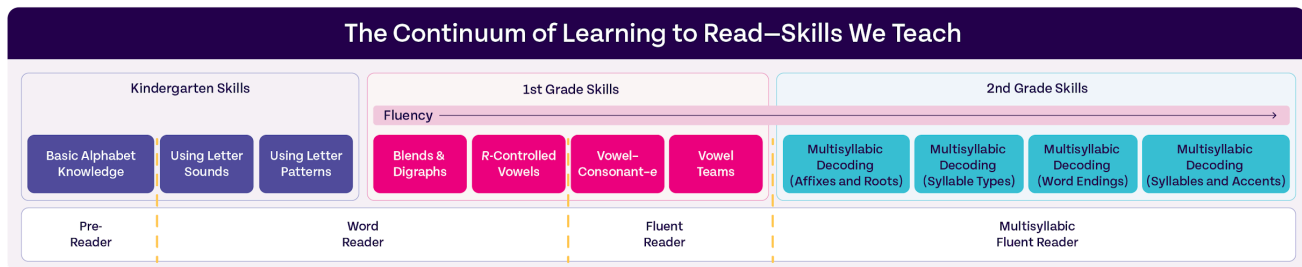 The Continuum of Learning to Read—Skills We Teach
Kindergarten Skills
1st Grade Skills
2nd Grade Skills
Fluency
Basic Alphabet
Knowledge
Using Letter
Sounds
Using Letter
Patterns
Blends &
Digraphs
R-Controlled
Vowels
Vowel–
Consonant–e
Vowel
Teams
Multisyllabic
Decoding
(Affixes and Roots)
Multisyllabic
Decoding
(Syllable Types)
Multisyllabic
Decoding
(Word Endings)
Multisyllabic
Decoding
(Syllables and Accents)
Pre-
Reader
Word
Reader
Fluent
Reader
Multisyllabic
Fluent Reader